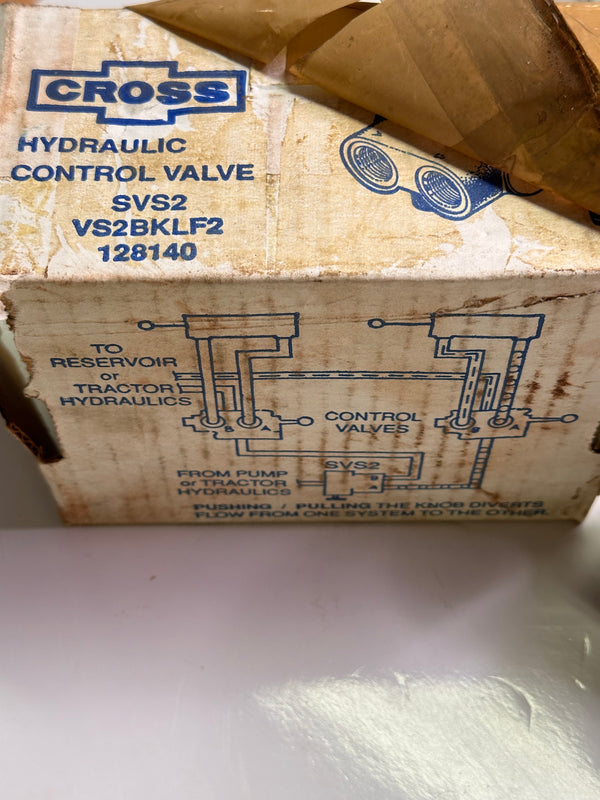 CROSS
HYDRAULIC
CONTROL VALVE
SVS2
VS2BKLF2
128140
A
B
TO
RESERVOIR
or
TRACTOR
HYDRAULICS
B A
CONTROL
VALVES
A
SVS2
FROM PUMP
or TRACTOR
HYDRAULICS
B
A
PUSHING / PULLING THE KNOB DIVERTS
FLOW FROM ONE SYSTEM TO THE OTHER.